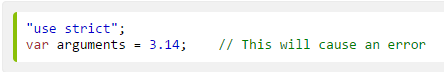 "use strict";
var arguments = 3.14;    // This will cause an error